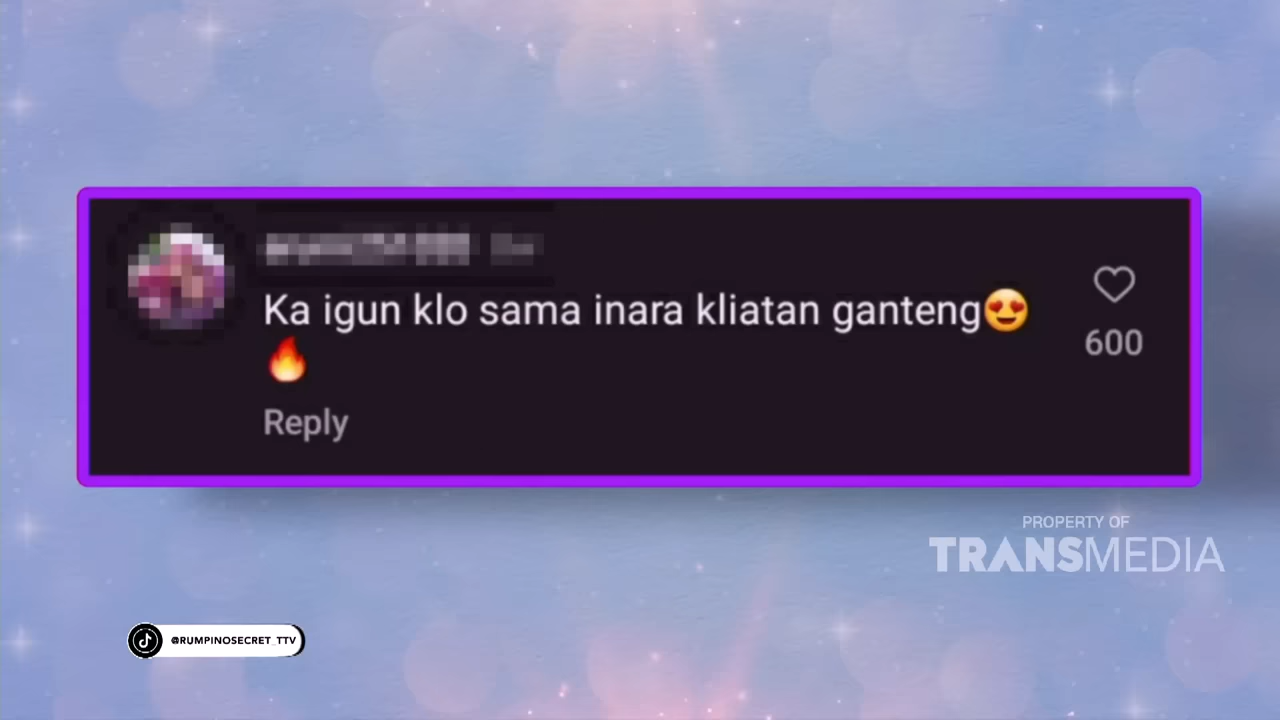 Ka igun klo sama inara kliatan ganteng😍
🔥
600
Reply
PROPERTY OF
TRANSMEDIA
@RUMPINOSECRET_TTV